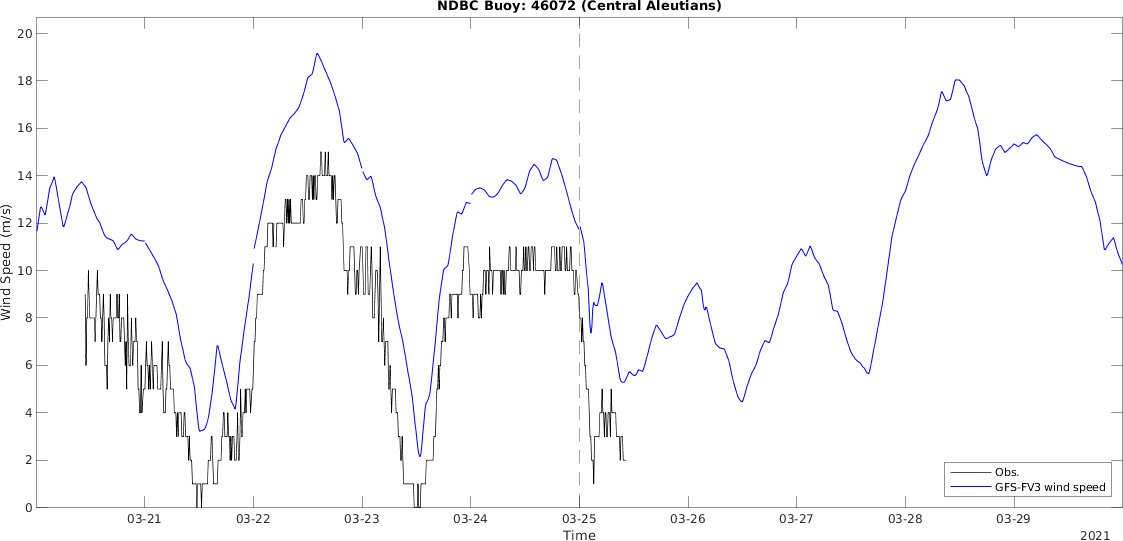 NDBC Buoy: 46072 (Central Aleutians)
20
18
16
14
12
10
8
6
4
2
0
Wind Speed (m/s)
03-21 03-22 03-23 03-24 03-25 03-26 03-27 03-28 03-29
Time
2021
Obs.
GFS-FV3 wind speed